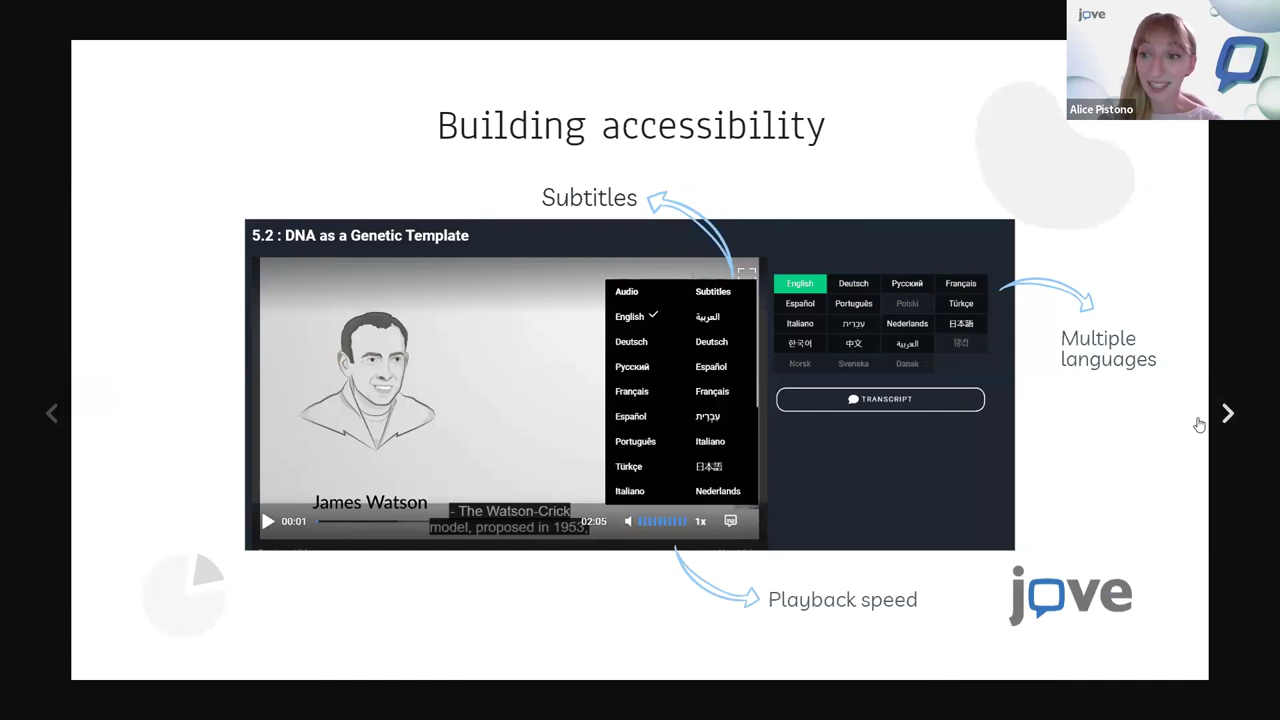 jove
Alice Pistono
Building accessibility
Subtitles
5.2 : DNA as a Genetic Template
Audio Subtitles
English العربية
Deutsch Deutsch
Русский Español
Français Français
Español עִבְרִית
Português Italiano
Türkçe 日本語
Italiano Nederlands
James Watson
- The Watson-Crick
model, proposed in 1953,
00:01 02:05 1x
English Deutsch Русский Français
Español Português Polski Türkçe
Italiano עִבְרִית Nederlands 日本語
한국어 中文 العربية हिंदी
Norsk Svenska Dansk
TRANSCRIPT
Multiple
languages
Playback speed
jove